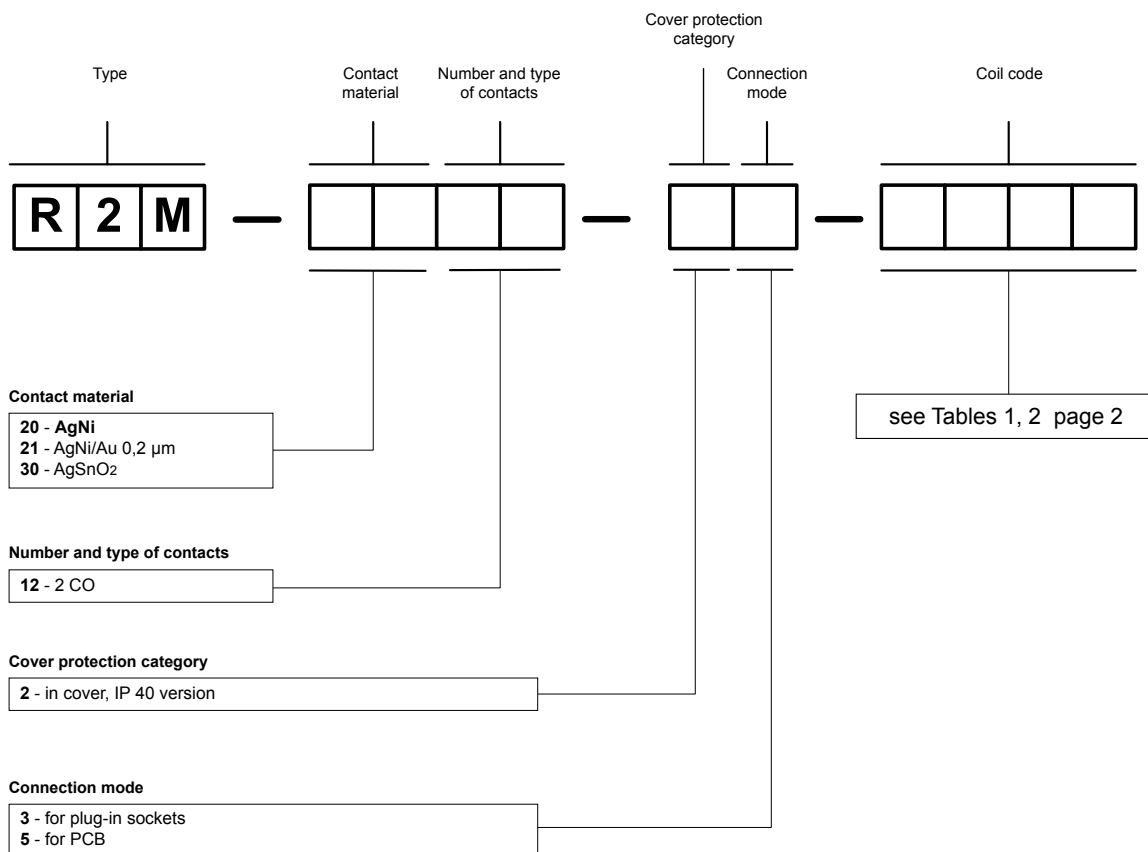 Cover protection
category
Type
Contact
material
Number and type
of contacts
Connection
mode
Coil code
R 2 M — — —
Contact material
20 - AgNi
21 - AgNi/Au 0,2 µm
30 - AgSnO2
see Tables 1, 2 page 2
Number and type of contacts
12 - 2 CO
Cover protection category
2 - in cover, IP 40 version
Connection mode
3 - for plug-in sockets
5 - for PCB